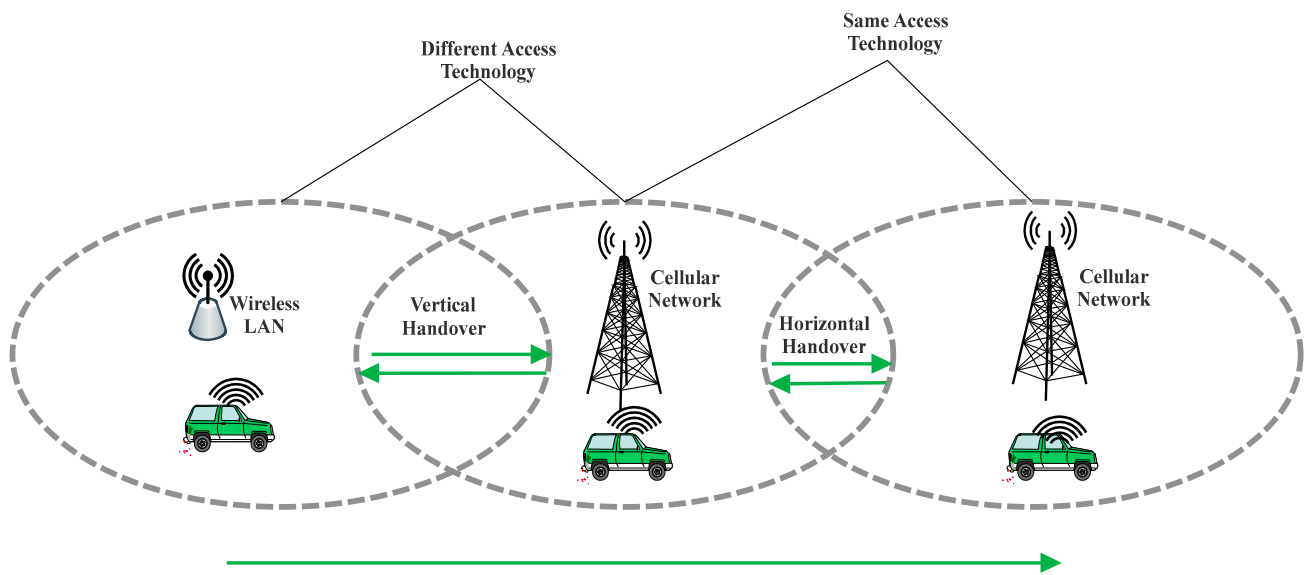 Different Access
Technology
Same Access
Technology
Wireless
LAN
Vertical
Handover
Cellular
Network
Horizontal
Handover
Cellular
Network